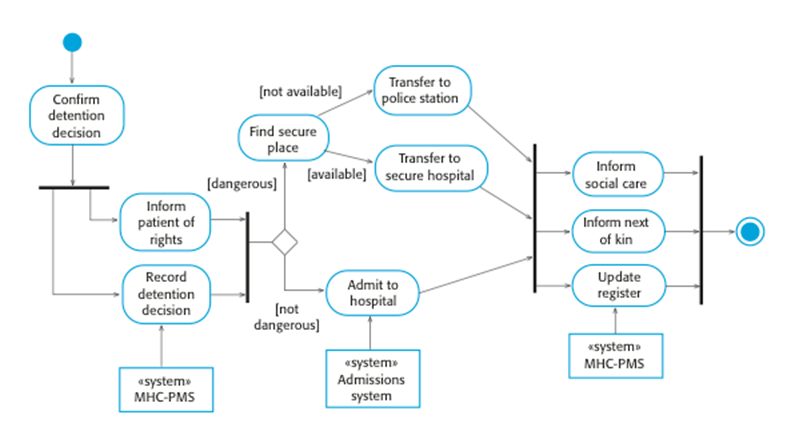 Confirm
detention
decision
Inform
patient of
rights
Record
detention
decision
«system»
MHC-PMS
[dangerous]
[not
dangerous]
Find secure
place
[not available]
[available]
Transfer to
police station
Transfer to
secure hospital
Admit to
hospital
«system»
Admissions
system
Inform
social care
Inform next
of kin
Update
register
«system»
MHC-PMS